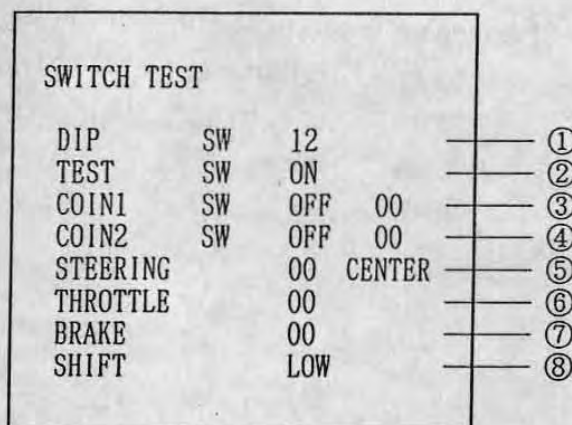 SWITCH TEST
DIP SW 12 ①
TEST SW ON ②
COIN1 SW OFF 00 ③
COIN2 SW OFF 00 ④
STEERING 00 CENTER ⑤
THROTTLE 00 ⑥
BRAKE 00 ⑦
SHIFT LOW ⑧